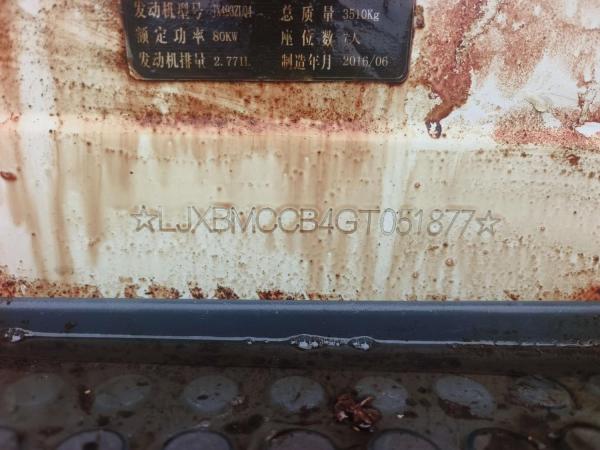 发动机型号 JX493ZLQ4 总质量 3510Kg
额定功率 80KW 座位数 7人
发动机排量 2.771L 制造年月 2016/06
☆LJXBMCCB4GT051877☆